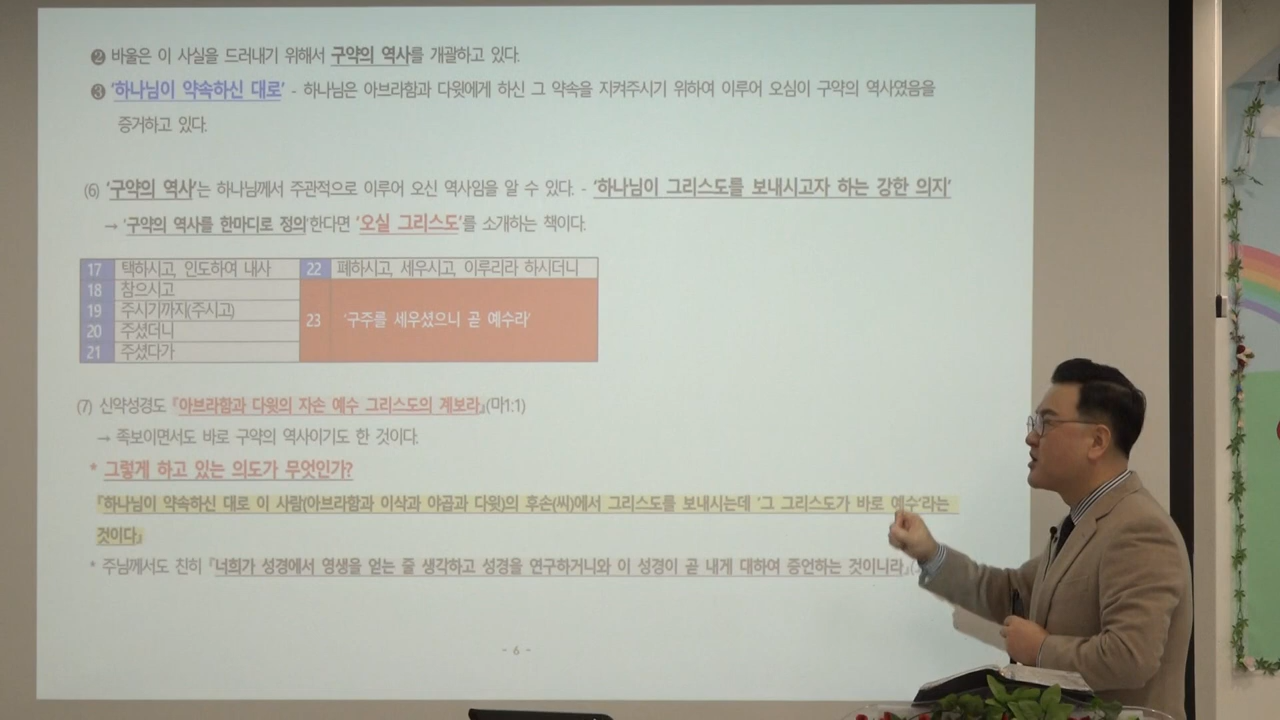 ❷ 바울은 이 사실을 드러내기 위해서 구약의 역사를 개괄하고 있다.
❸ '하나님이 약속하신 대로' - 하나님은 아브라함과 다윗에게 하신 그 약속을 지켜주시기 위하여 이루어 오심이 구약의 역사였음을
증거하고 있다.
(6) '구약의 역사'는 하나님께서 주관적으로 이루어 오신 역사임을 알 수 있다. - '하나님이 그리스도를 보내시고자 하는 강한 의지'
→ '구약의 역사를 한마디로 정의'한다면 '오실 그리스도'를 소개하는 책이다.
17 택하시고, 인도하여 내사 22 폐하시고, 세우시고, 이루리라 하시더니
18 참으시고
19 주시기까지(주시고)
23 '구주를 세우셨으니 곧 예수라'
20 주셨더니
21 주셨다가
(7) 신약성경도 『아브라함과 다윗의 자손 예수 그리스도의 계보라』(마1:1)
→ 족보이면서도 바로 구약의 역사이기도 한 것이다.
* 그렇게 하고 있는 의도가 무엇인가?
『하나님이 약속하신 대로 이 사람(아브라함과 이삭과 야곱과 다윗)의 후손(씨)에서 그리스도를 보내시는데 '그 그리스도가 바로 예수'라는
것이다』
* 주님께서도 친히 『너희가 성경에서 영생을 얻는 줄 생각하고 성경을 연구하거니와 이 성경이 곧 내게 대하여 증언하는 것이니라』
- 6 -